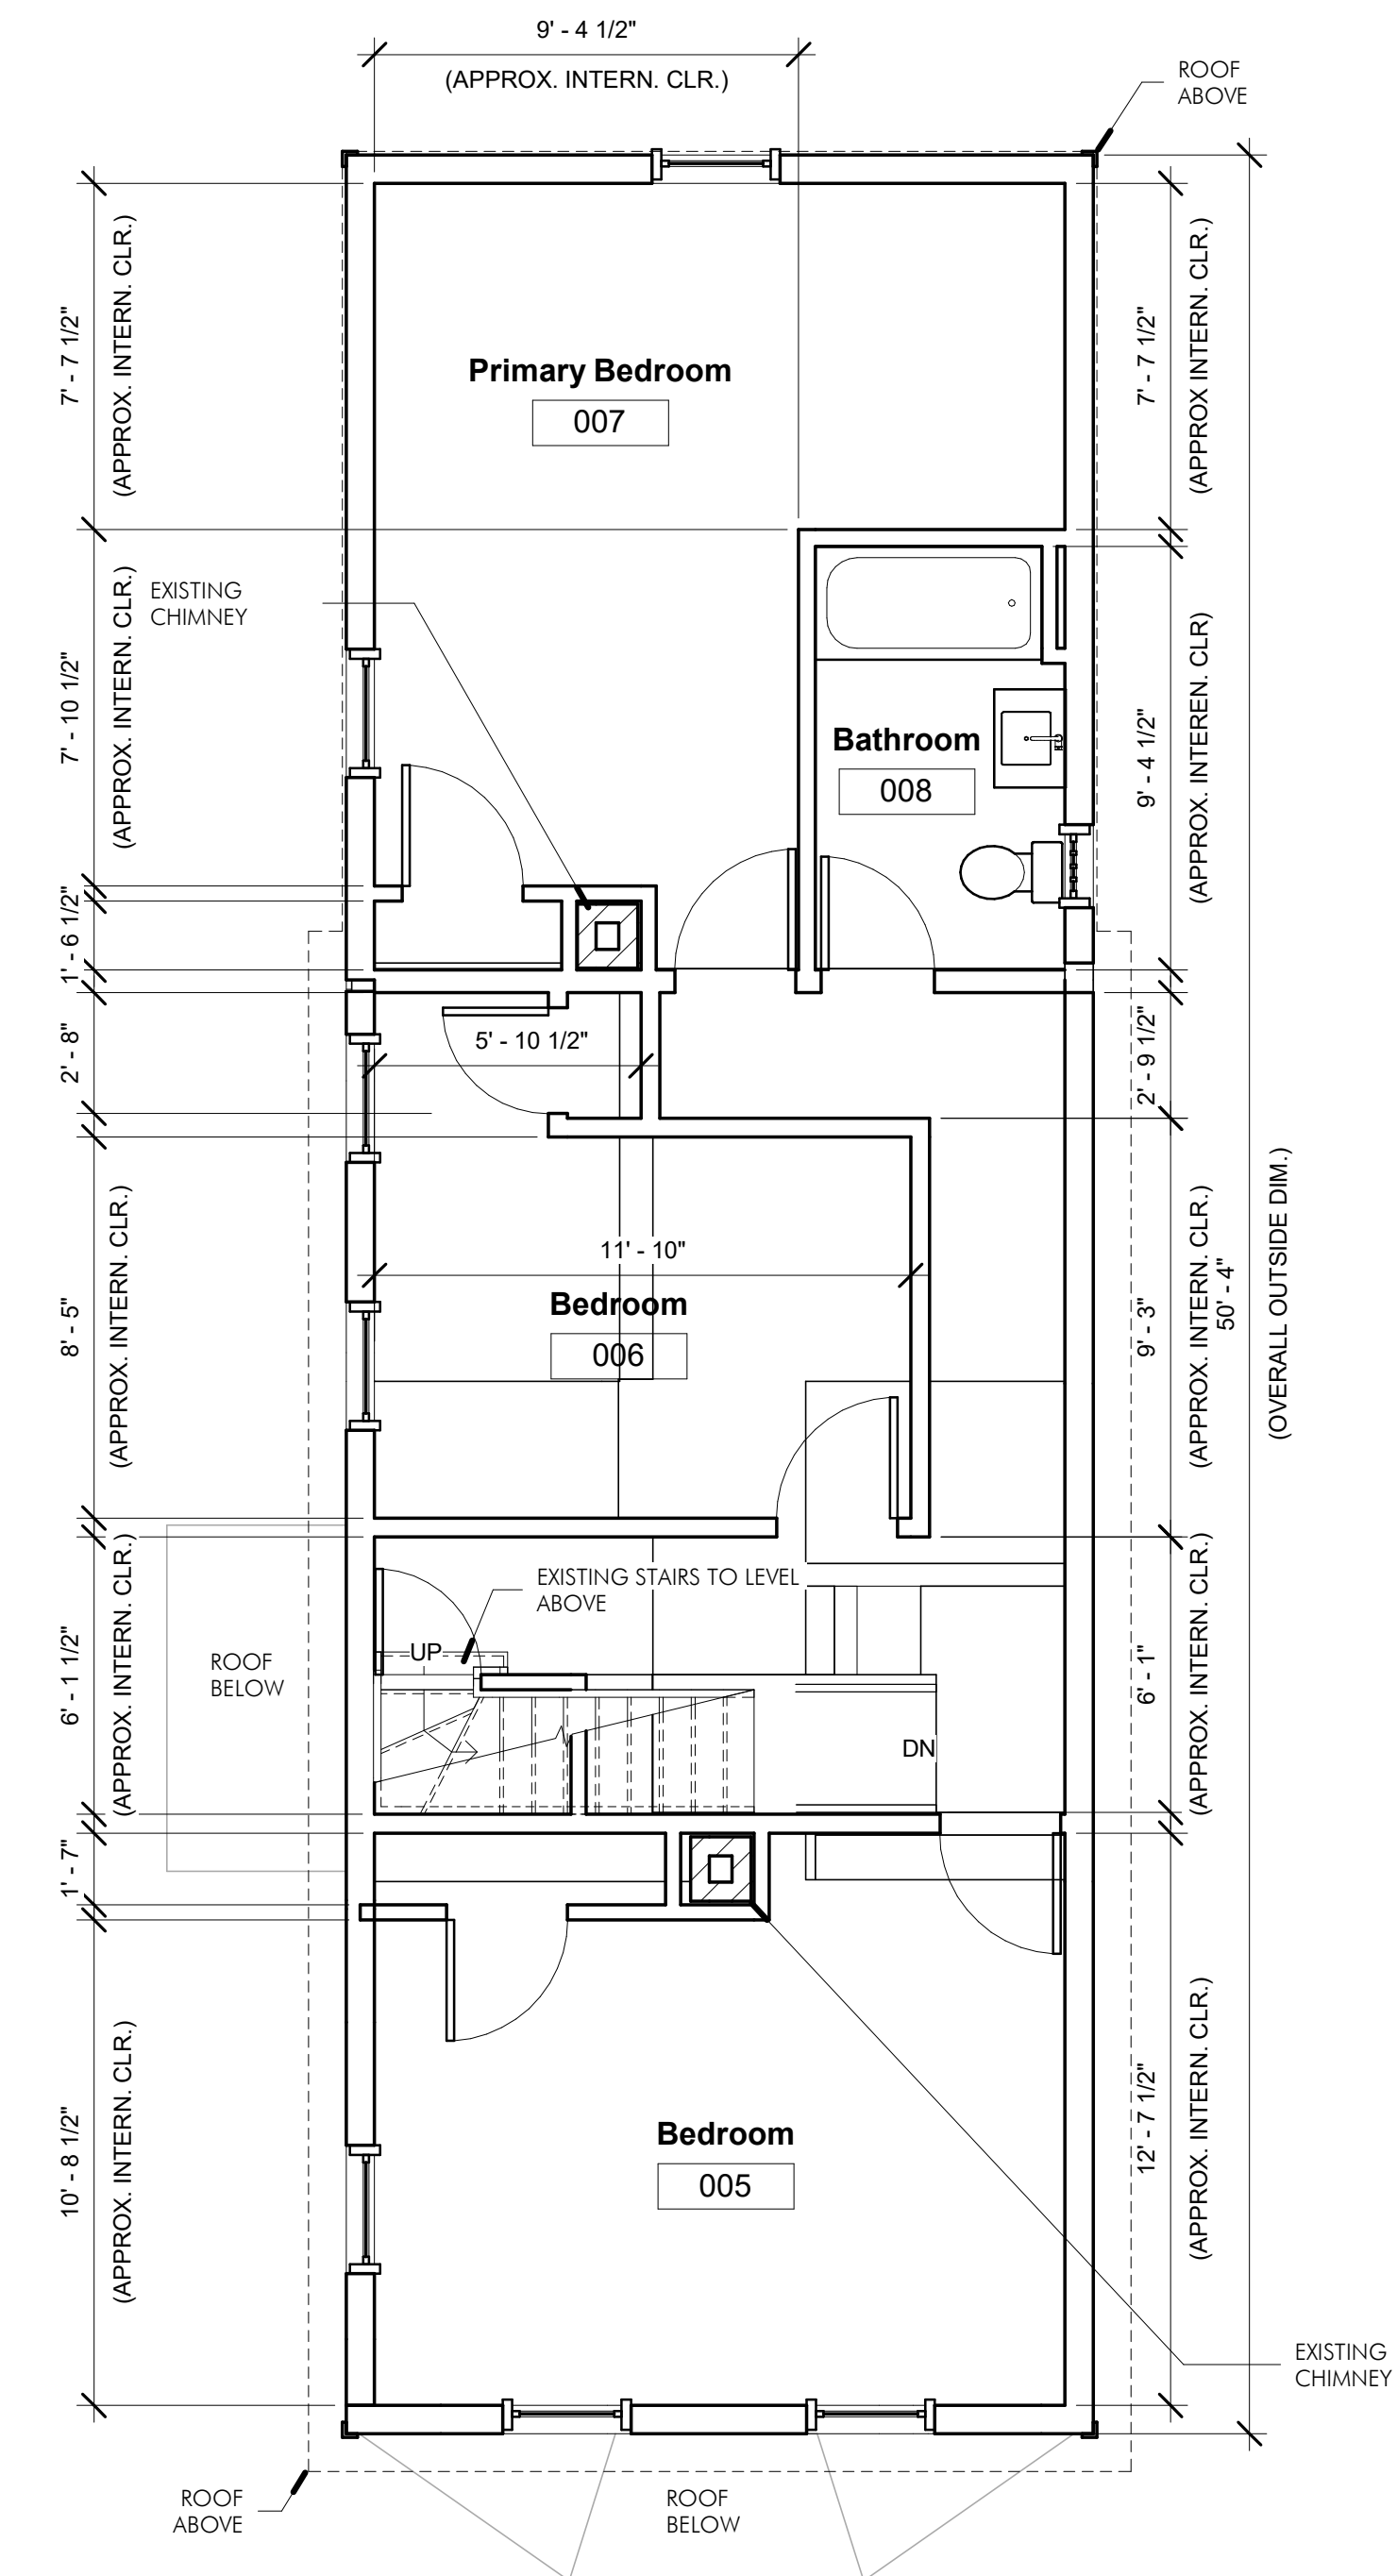 9' - 4 1/2"
(APPROX. INTERN. CLR.)
ROOF
ABOVE
7' - 7 1/2"
(APPROX. INTERN. CLR.)
7' - 7 1/2"
(APPROX INTERN. CLR.)
Primary Bedroom
007
EXISTING
CHIMNEY
7' - 10 1/2"
(APPROX. INTERN. CLR.)
Bathroom
008
9' - 4 1/2"
(APPROX. INTEREN. CLR)
1' - 6 1/2"
2' - 8"
5' - 10 1/2"
2' - 9 1/2"
11' - 10"
Bedroom
006
8' - 5"
(APPROX. INTERN. CLR.)
9' - 3"
(APPROX. INTERN. CLR.)
50' - 4"
(OVERALL OUTSIDE DIM.)
EXISTING STAIRS TO LEVEL
ABOVE
UP
ROOF
BELOW
6' - 1 1/2"
(APPROX. INTERN. CLR.)
6' - 1"
(APPROX. INTERN. CLR.)
DN
1' - 7"
10' - 8 1/2"
(APPROX. INTERN. CLR.)
Bedroom
005
12' - 7 1/2"
(APPROX. INTERN. CLR.)
EXISTING
CHIMNEY
ROOF
ABOVE
ROOF
BELOW